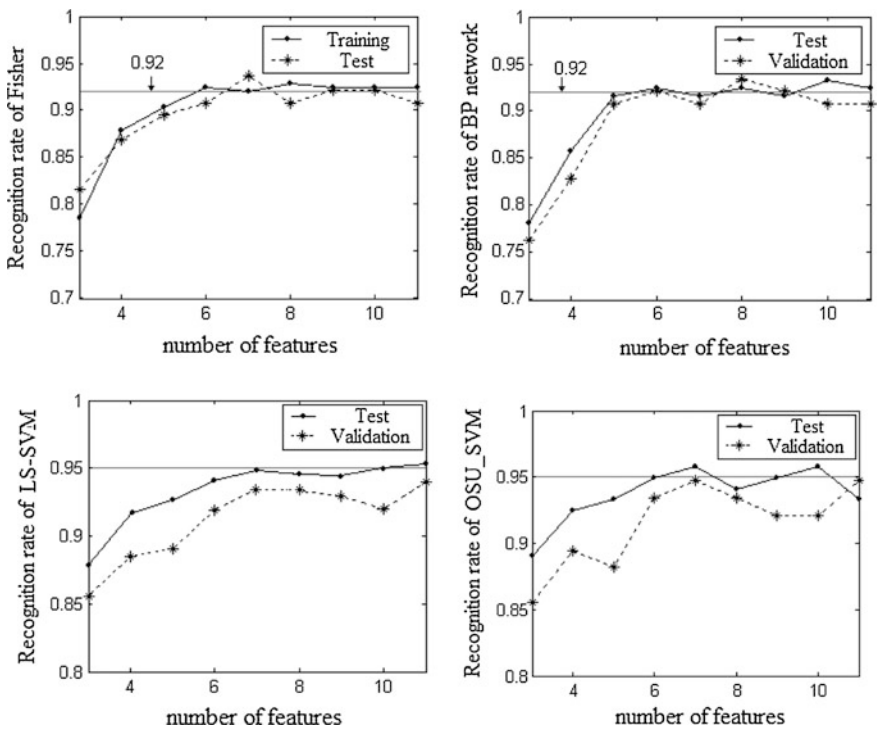 Recognition rate of Fisher
1
0.95
0.9
0.85
0.8
0.75
0.7
0.92
Training
Test
4
6
8
10
number of features
Recognition rate of BP network
1
0.95
0.9
0.85
0.8
0.75
0.7
0.92
Test
Validation
4
6
8
10
number of features
Recognition rate of LS-SVM
1
0.95
0.9
0.85
0.8
Test
Validation
4
6
8
10
number of features
Recognition rate of OSU_SVM
1
0.95
0.9
0.85
0.8
Test
Validation
4
6
8
10
number of features